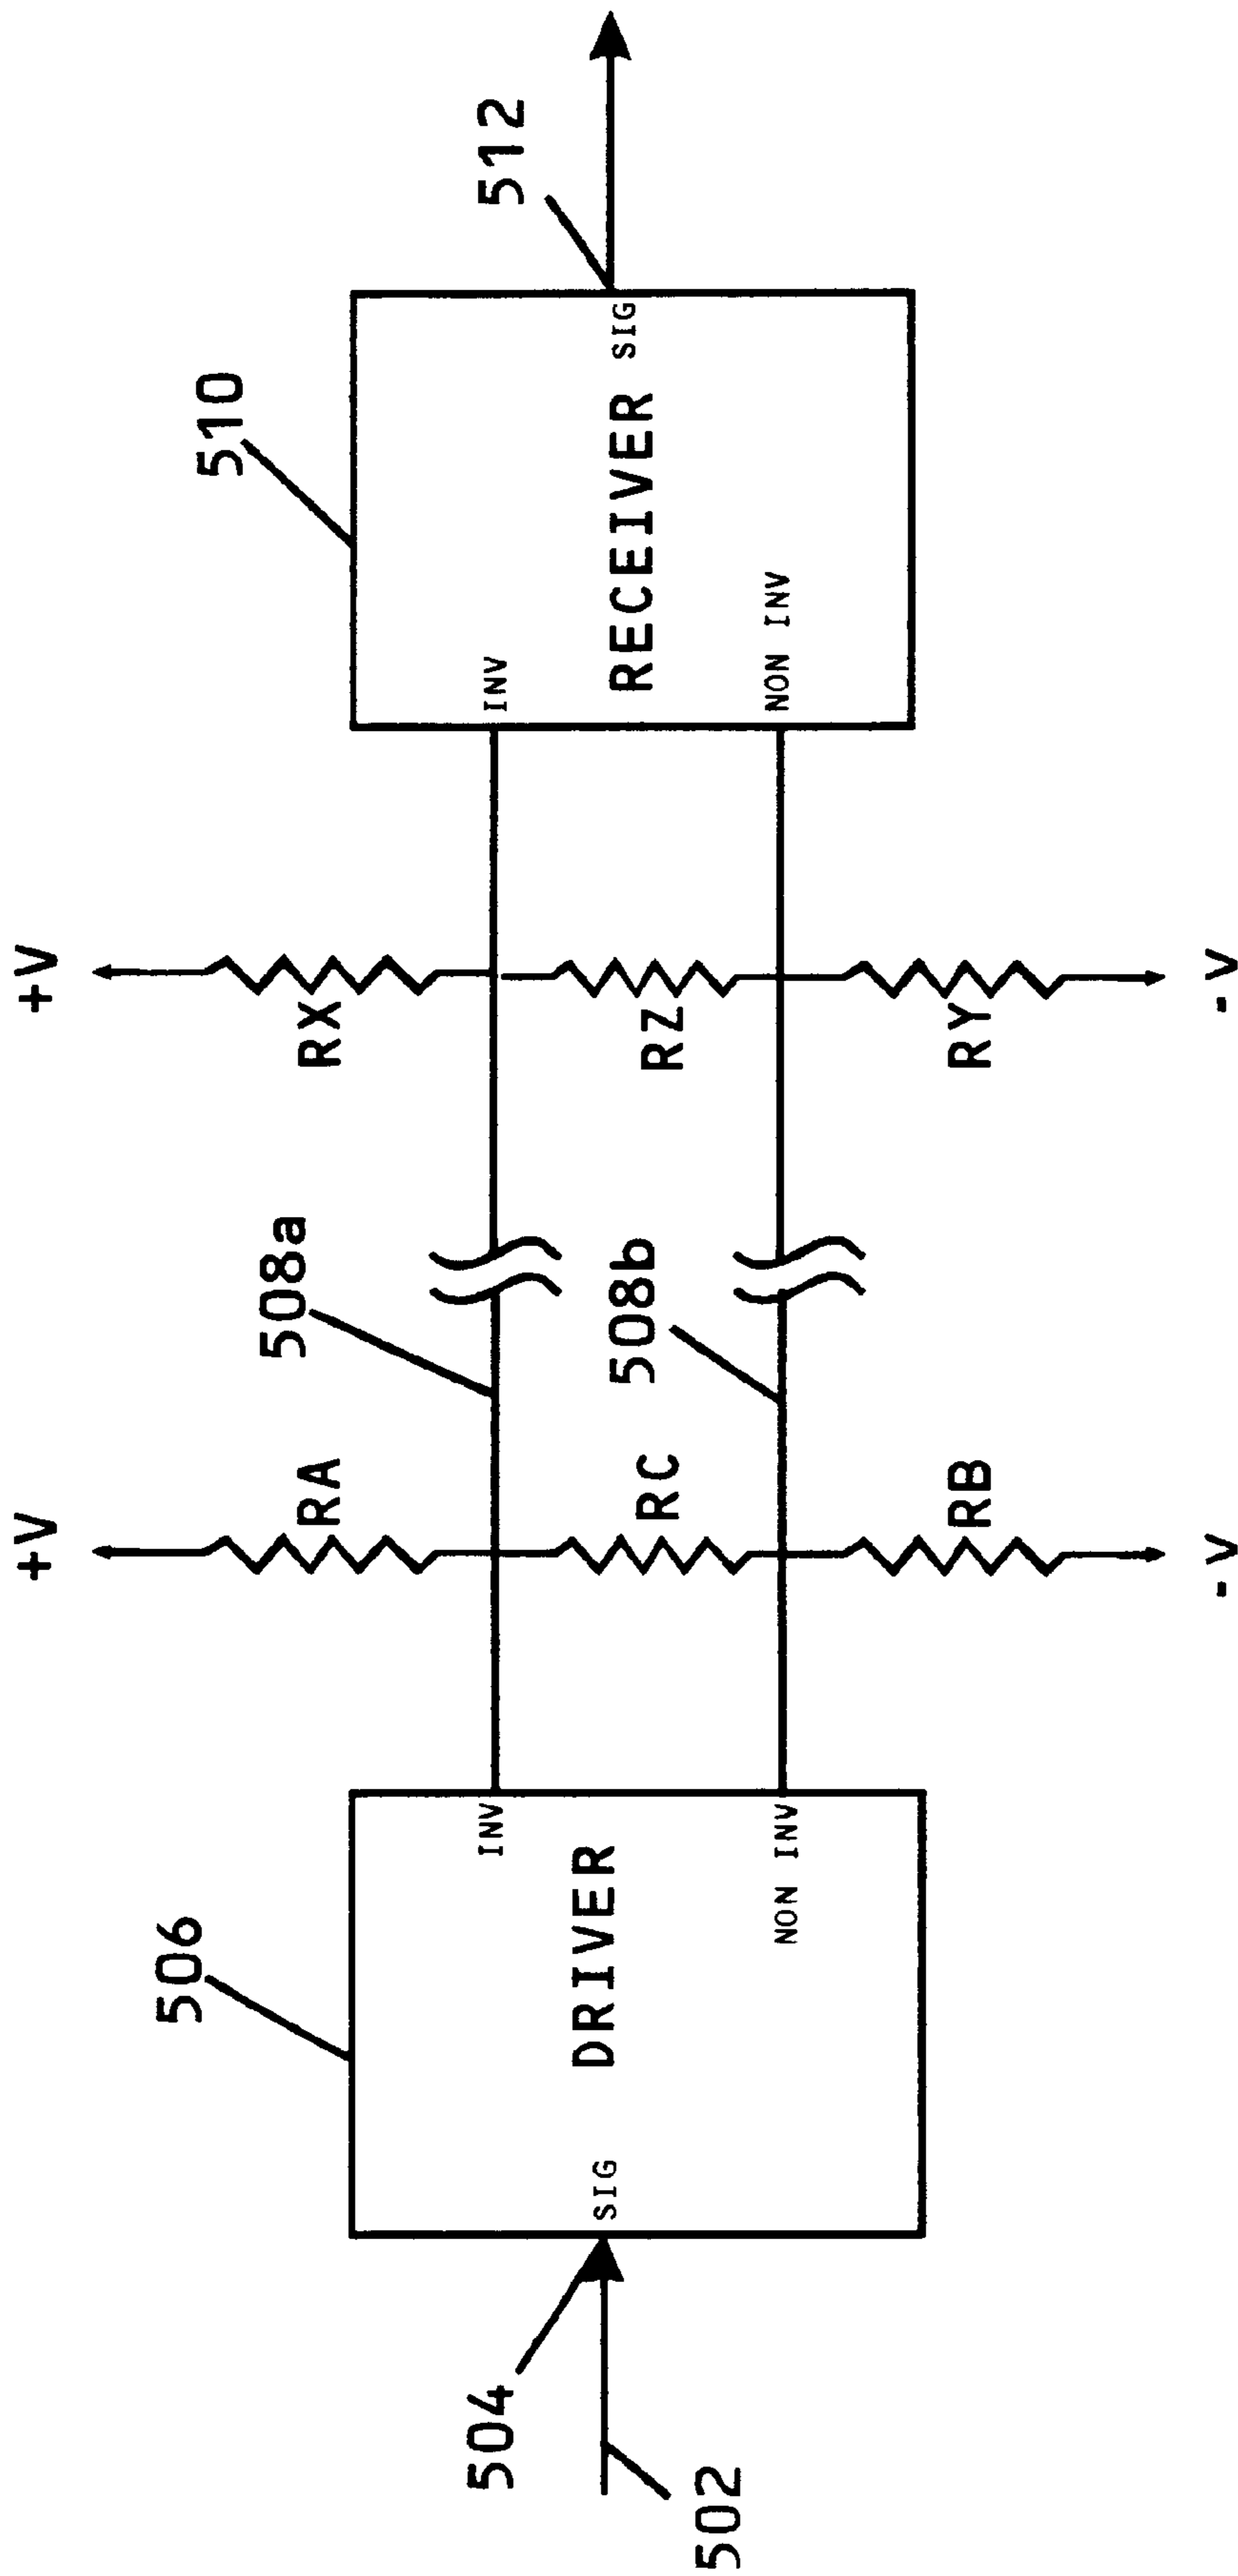 +V
+V
506
RA
508a
RX
510
INV
INV
512
504
SIG
DRIVER
RC
508b
RZ
RECEIVER
SIG
502
NON INV
NON INV
RB
RY
-V
-V